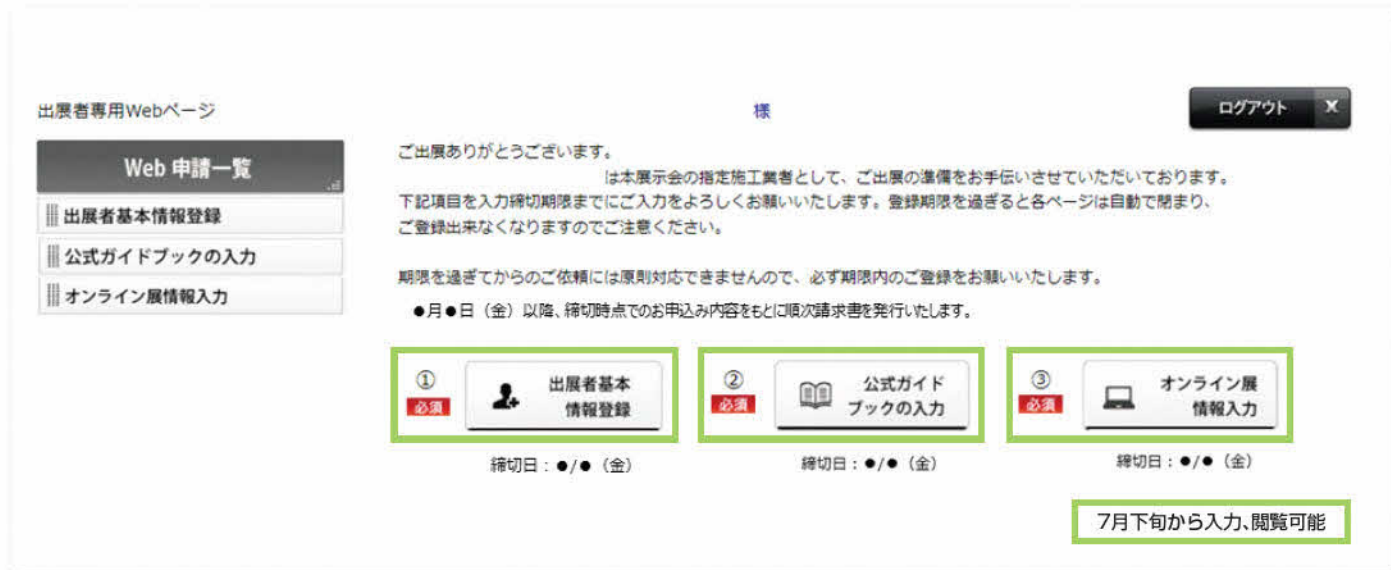 出展者専用Webページ
様
ログアウト X
Web 申請一覧
出展者基本情報登録
公式ガイドブックの入力
オンライン展情報入力
ご出展ありがとうございます。
は本展示会の指定施工業者として、ご出展の準備をお手伝いさせていただいております。
下記項目を入力締切期限までにご入力をよろしくお願いいたします。登録期限を過ぎると各ページは自動で閉まり、
ご登録出来なくなりますのでご注意ください。
期限を過ぎてからのご依頼には原則対応できませんので、必ず期限内のご登録をお願いいたします。
●月●日（金）以降、締切時点でのお申込み内容をもとに順次請求書を発行いたします。
①
必須
出展者基本
情報登録
締切日：●/●（金）
②
必須
公式ガイド
ブックの入力
締切日：●/●（金）
③
必須
オンライン展
情報入力
締切日：●/●（金）
7月下旬から入力、閲覧可能